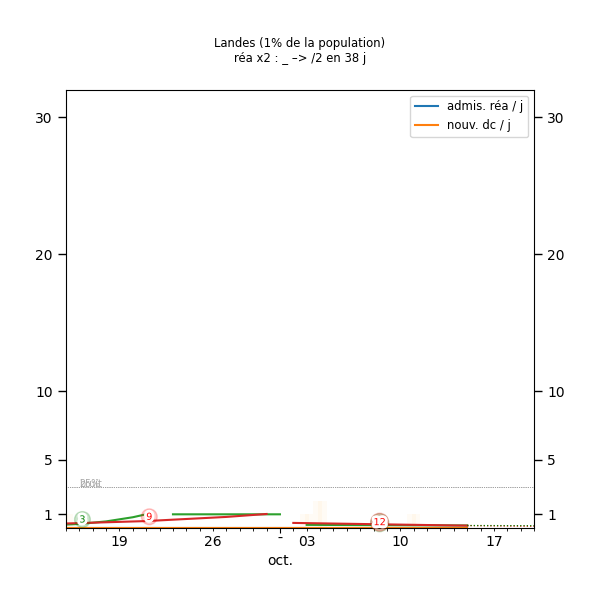 Landes (1% de la population)
réa x2 : _ –> /2 en 38 j
admis. réa / j
nouv. dc / j
30 30
20 20
10 10
5 5
1 1
3 9 12
19 26 - 03 10 17
oct.